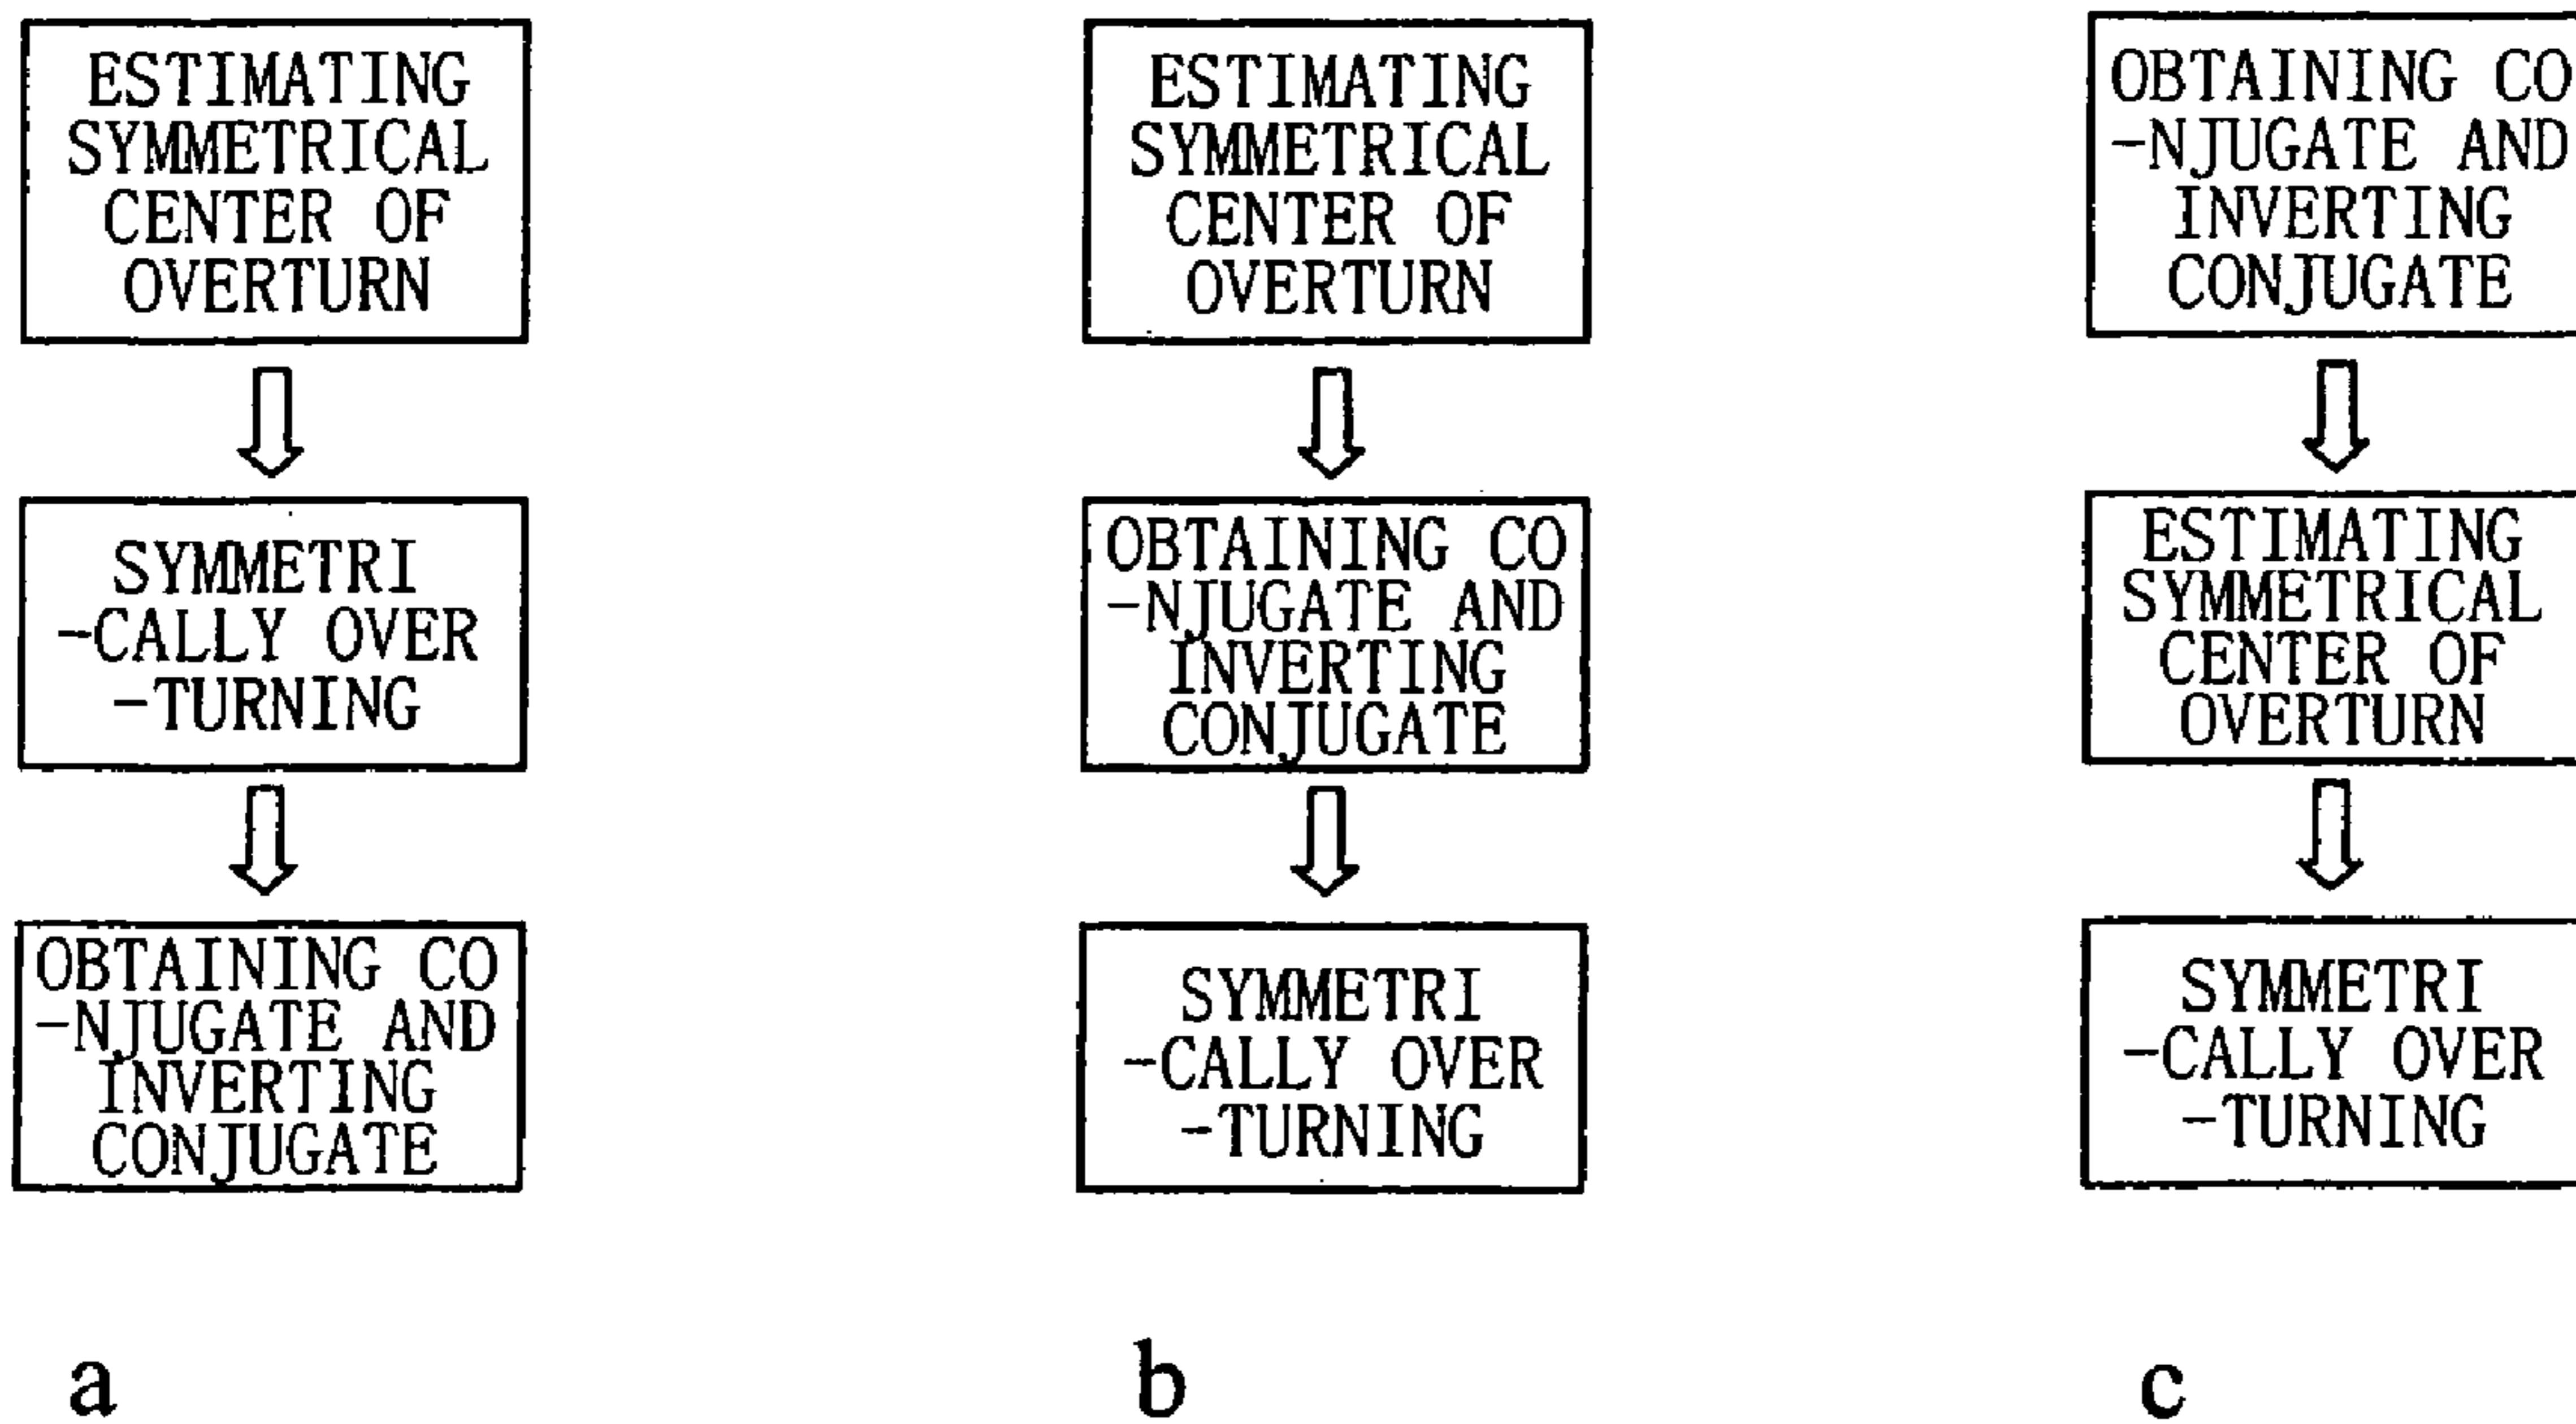 ESTIMATING
SYMMETRICAL
CENTER OF
OVERTURN
SYMMETRI
-CALLY OVER
-TURNING
OBTAINING CO
-NJUGATE AND
INVERTING
CONJUGATE
a
ESTIMATING
SYMMETRICAL
CENTER OF
OVERTURN
OBTAINING CO
-NJUGATE AND
INVERTING
CONJUGATE
SYMMETRI
-CALLY OVER
-TURNING
b
OBTAINING CO
-NJUGATE AND
INVERTING
CONJUGATE
ESTIMATING
SYMMETRICAL
CENTER OF
OVERTURN
SYMMETRI
-CALLY OVER
-TURNING
c